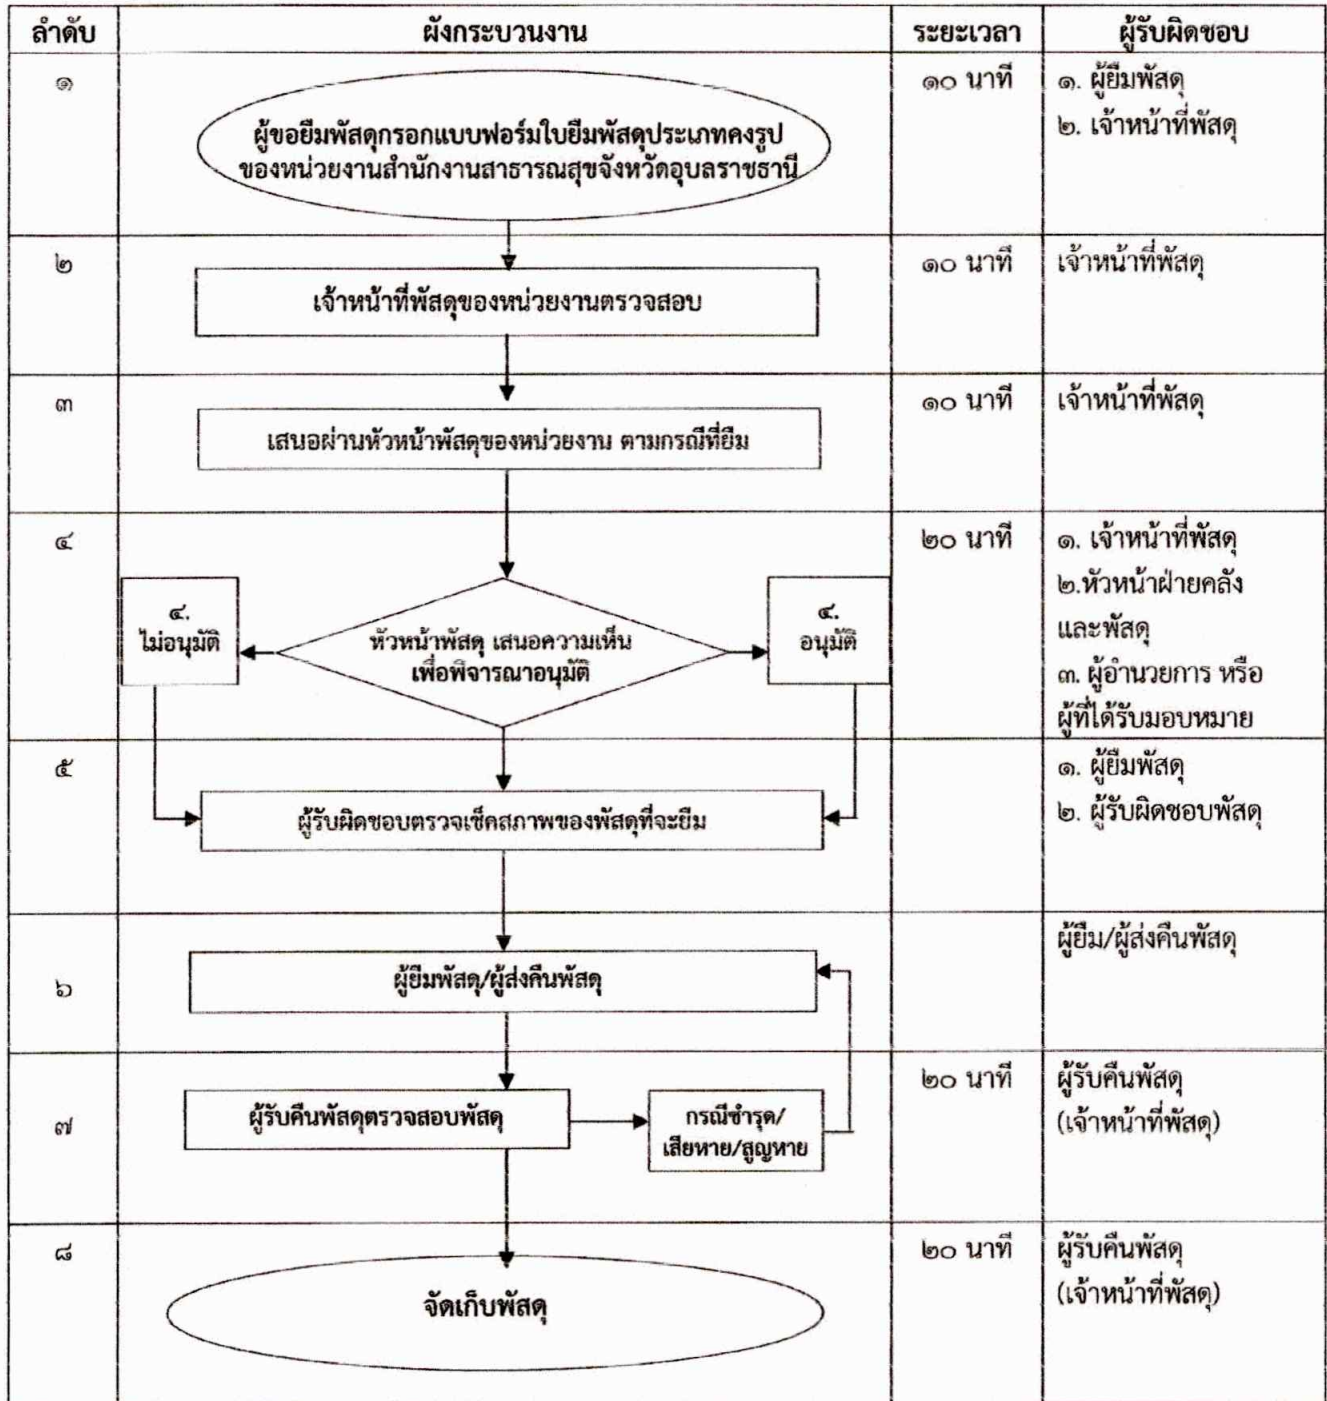 ลำดับ ผังกระบวนงาน ระยะเวลา ผู้รับผิดชอบ
๑ ๑๐ นาที ๑. ผู้ยืมพัสดุ
๒. เจ้าหน้าที่พัสดุ
ผู้ขอยืมพัสดุกรอกแบบฟอร์มใบยืมพัสดุประเภทคงรูป
ของหน่วยงานสำนักงานสาธารณสุขจังหวัดอุบลราชธานี
๒ ๑๐ นาที เจ้าหน้าที่พัสดุ
เจ้าหน้าที่พัสดุของหน่วยงานตรวจสอบ
๓ ๑๐ นาที เจ้าหน้าที่พัสดุ
เสนอผ่านหัวหน้าพัสดุของหน่วยงาน ตามกรณีที่ยืม
๔ ๒๐ นาที ๑. เจ้าหน้าที่พัสดุ
๒.หัวหน้าฝ่ายคลัง
และพัสดุ
๓. ผู้อำนวยการ หรือ
ผู้ที่ได้รับมอบหมาย
๔.
ไม่อนุมัติ
หัวหน้าพัสดุ เสนอความเห็น
เพื่อพิจารณาอนุมัติ
๔.
อนุมัติ
๕ ๑. ผู้ยืมพัสดุ
๒. ผู้รับผิดชอบพัสดุ
ผู้รับผิดชอบตรวจเช็คสภาพของพัสดุที่จะยืม
๖ ผู้ยืมพัสดุ/ผู้ส่งคืนพัสดุ ผู้ยืม/ผู้ส่งคืนพัสดุ
๗ ๒๐ นาที ผู้รับคืนพัสดุ
(เจ้าหน้าที่พัสดุ)
ผู้รับคืนพัสดุตรวจสอบพัสดุ
กรณีชำรุด/
เสียหาย/สูญหาย
๘ ๒๐ นาที ผู้รับคืนพัสดุ
(เจ้าหน้าที่พัสดุ)
จัดเก็บพัสดุ